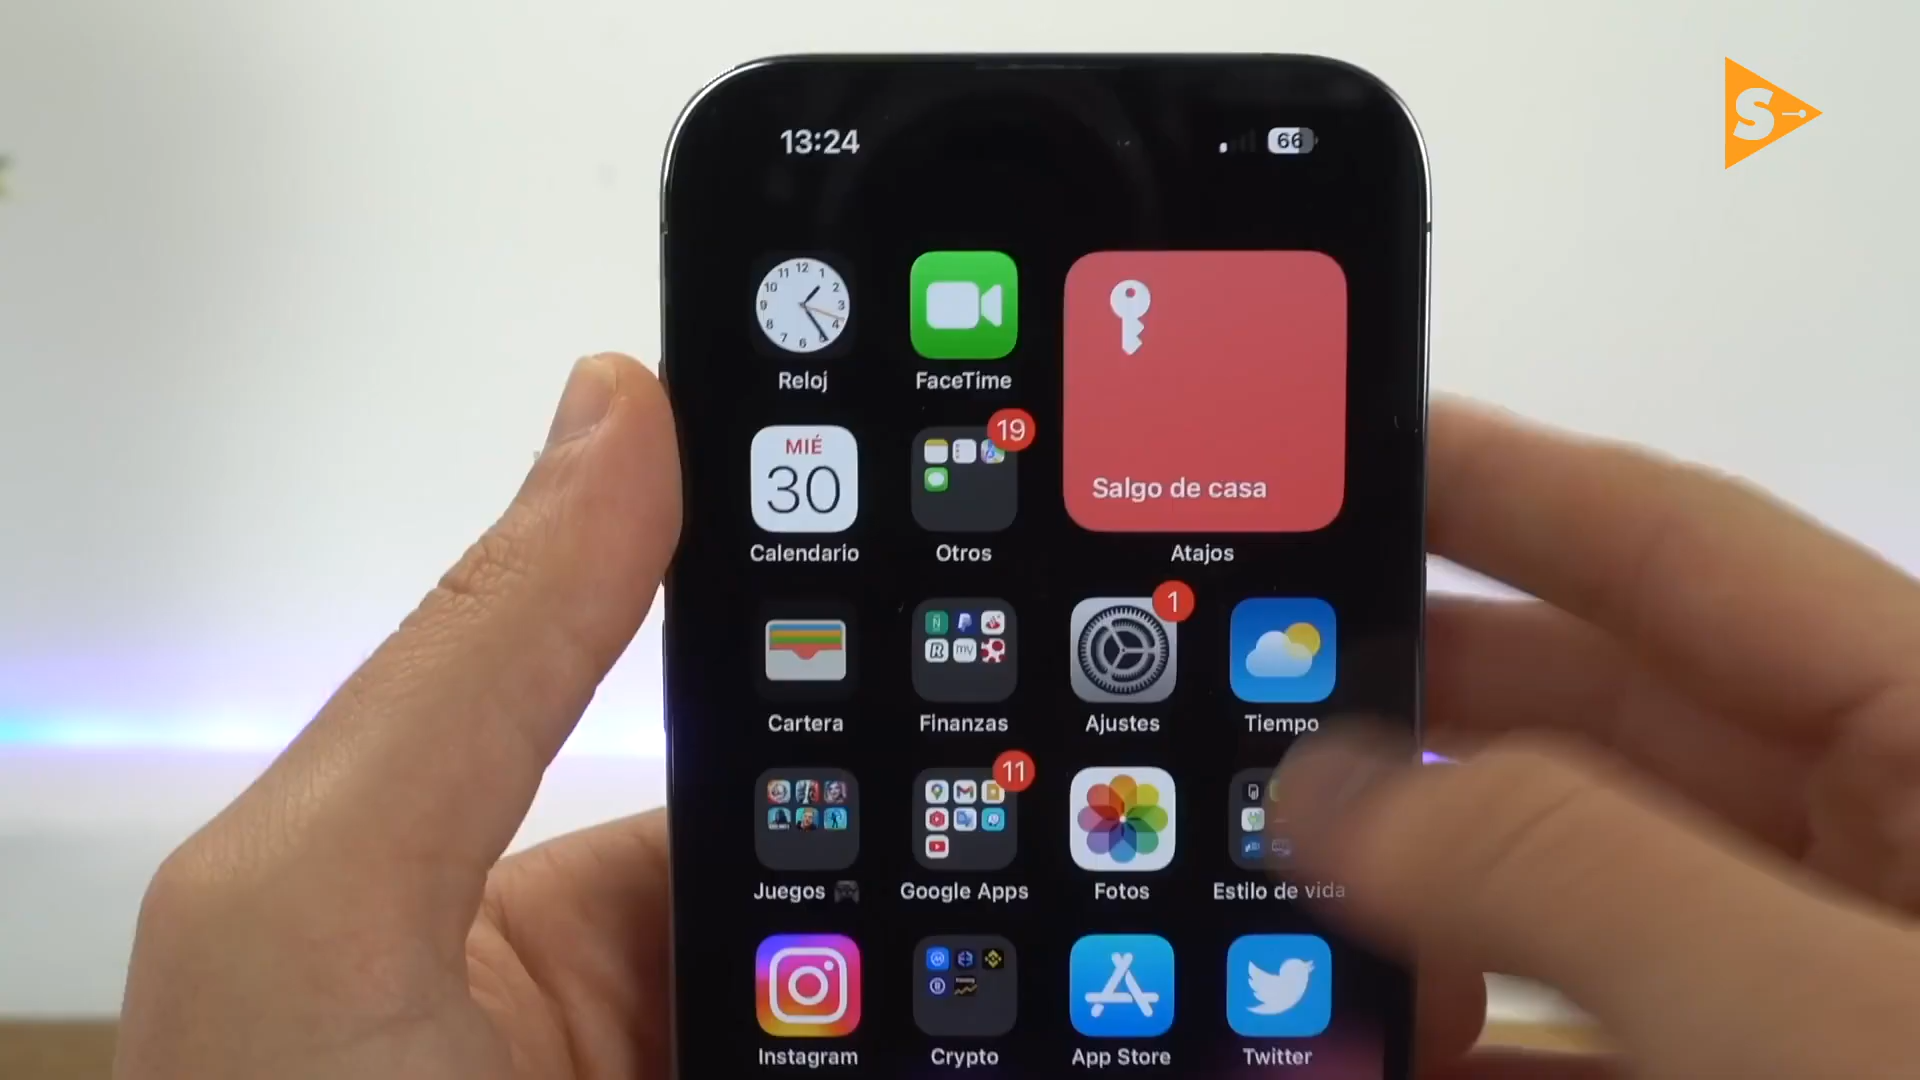 S
13:24
66
Reloj
FaceTime
Salgo de casa
Atajos
MIÉ
30
Calendario
19
Otros
Cartera
Finanzas
1
Ajustes
Tiempo
Juegos
11
Google Apps
Fotos
Estilo de vida
Instagram
Crypto
App Store
Twitter